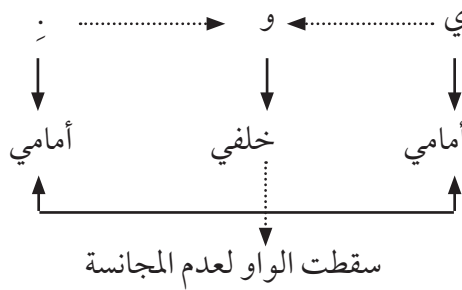 ي و ◌ِ
أمامي خلفي أمامي
سقطت الواو لعدم المجانسة